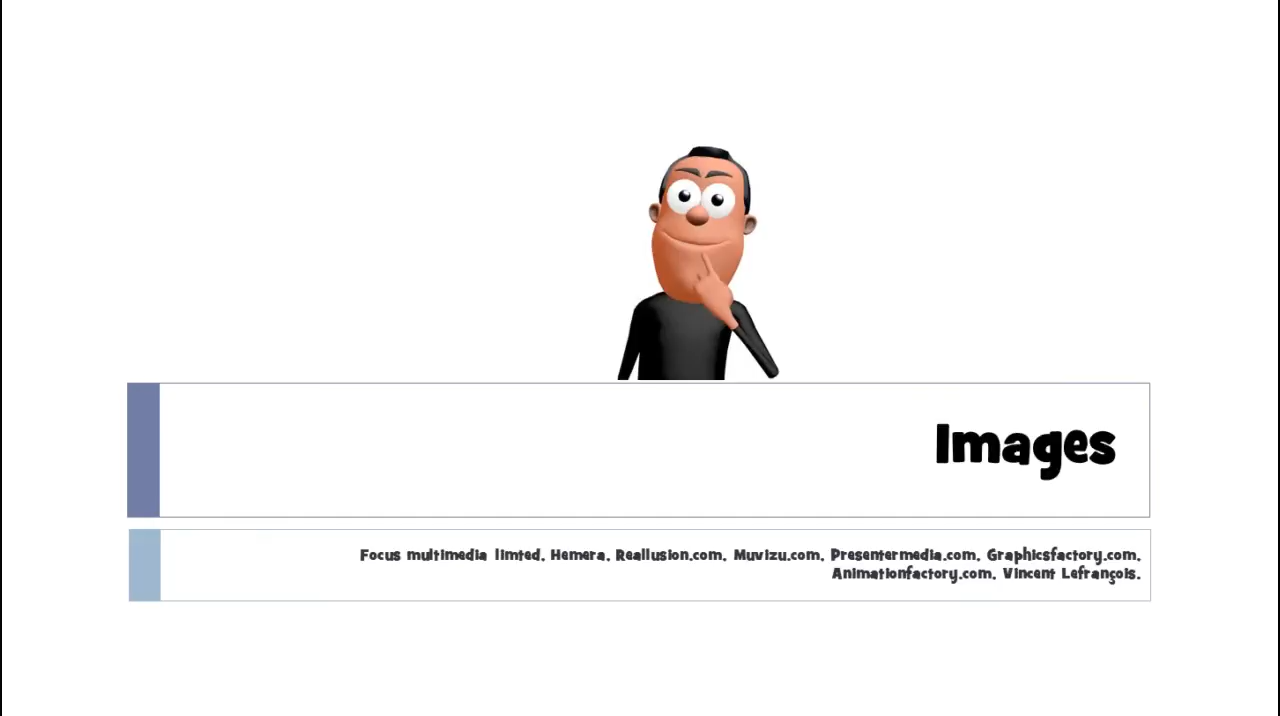 Images
Focus multimedia limted, Hemera, Reallusion.com, Muvizu.com, Presentermedia.com, Graphicsfactory.com,
Animationfactory.com, Vincent Lefrançois.